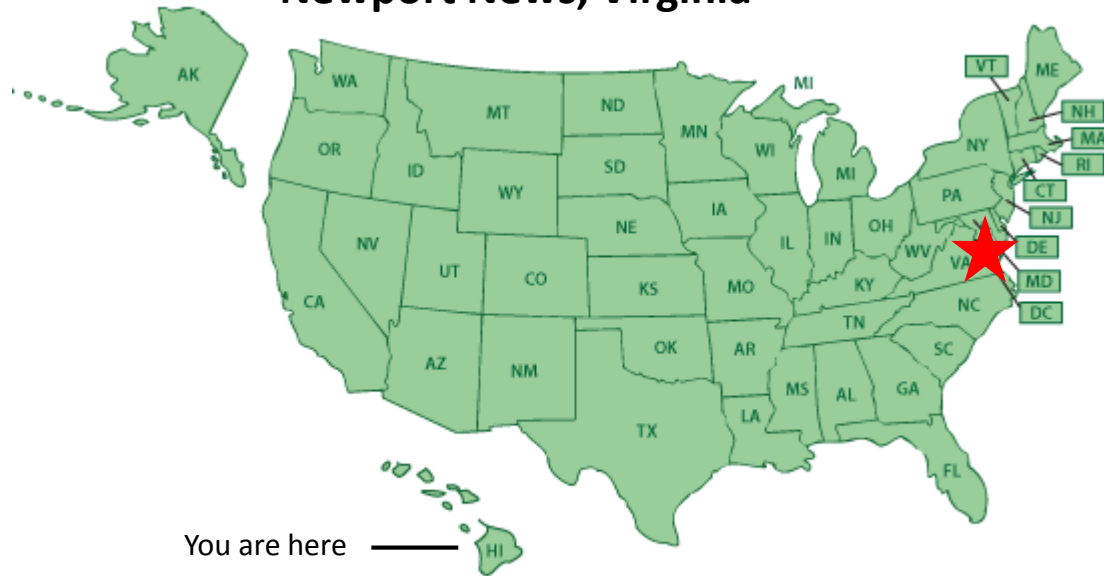 Newport News, Virginia
AK
WA
MT
ND
MN
MI
VT
ME
NH
MA
RI
CT
NJ
DE
MD
DC
OR
ID
WY
SD
WI
MI
NY
PA
NE
IA
IL
IN
OH
WV
VA
NV
UT
CO
KS
MO
KY
CA
AZ
NM
OK
AR
TN
NC
SC
TX
LA
MS
AL
GA
FL
You are here
HI